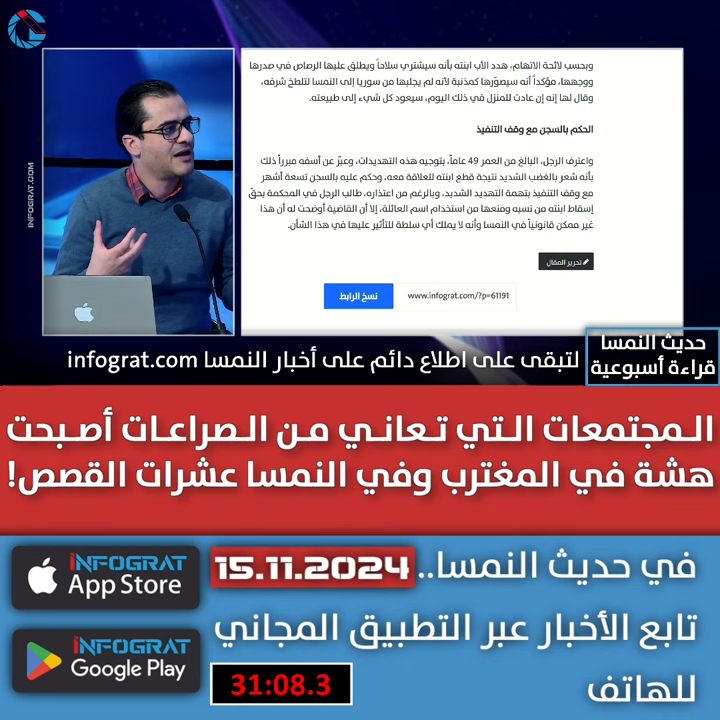 وبحسب لائحة الاتهام، هدد الأب ابنته بأنه سيشتري سلاحاً ويطلق عليها الرصاص في صدرها
ووجهها، مؤكداً أنه سيصوّرها كمذنبة لأنه لم يجلبها من سوريا إلى النمسا لتلطخ شرفه،
وقال لها إنه إن عادت للمنزل في ذلك اليوم، سيعود كل شيء إلى طبيعته.
الحكم بالسجن مع وقف التنفيذ
واعترف الرجل، البالغ من العمر 49 عاماً، بتوجيه هذه التهديدات، وعبّر عن أسفه مبرراً ذلك
بأنه شعر بالغضب الشديد نتيجة قطع ابنته للعلاقة معه، وحكم عليه بالسجن تسعة أشهر
مع وقف التنفيذ بتهمة التهديد الشديد، وبالرغم من اعتذاره، طالب الرجل في المحكمة بحقّ
إسقاط ابنته من نسبه ومنعها من استخدام اسم العائلة، إلا أن القاضية أوضحت له أن هذا
غير ممكن قانونياً في النمسا وأنه لا يملك أي سلطة للتأثير عليها في هذا الشأن.
تحرير المقال
نسخ الرابط
www.infograt.com/?p=61191
INFOGRAT.COM
حديث النمسا
قراءة أسبوعية
لتبقى على اطلاع دائم على أخبار النمسا infograt.com
المجتمعات التي تعاني من الصراعات أصبحت
هشة في المغترب وفي النمسا عشرات القصص!
في حديث النمسا.. 15.11.2024
تابع الأخبار عبر التطبيق المجاني
للهاتف
31:08.3
INFOGRAT
App Store
INFOGRAT
Google Play